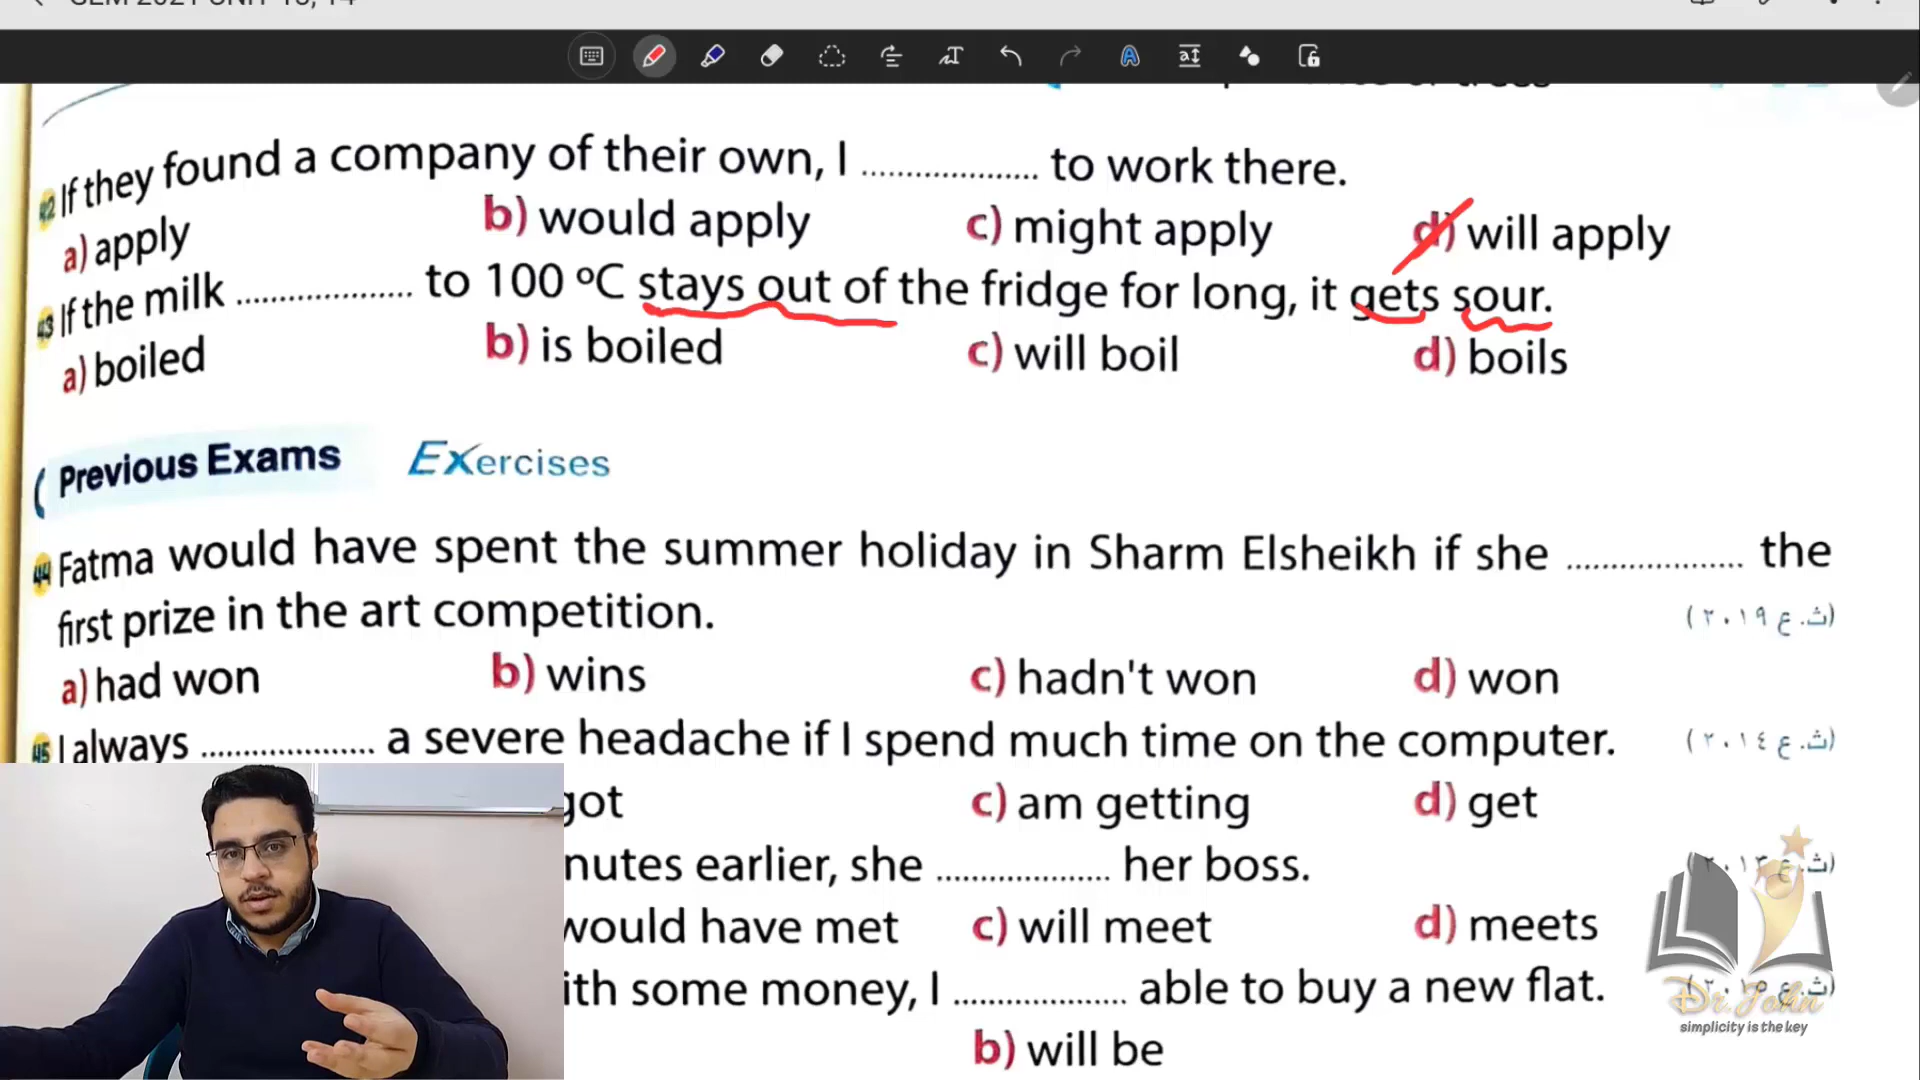 If they found a company of their own, I .................... to work there.
a) apply b) would apply c) might apply d) will apply
43 If the milk .................... to 100 ºC stays out of the fridge for long, it gets sour.
a) boiled b) is boiled c) will boil d) boils
Previous Exams Exercises
44 Fatma would have spent the summer holiday in Sharm Elsheikh if she .................... the
first prize in the art competition. (ث.ع ٢٠١٩)
a) had won b) wins c) hadn't won d) won
45 I always .................... a severe headache if I spend much time on the computer. (ث.ع ٢٠١٤)
got c) am getting d) get
nutes earlier, she .................... her boss.
would have met c) will meet d) meets
ith some money, I .................... able to buy a new flat.
b) will be
Dr. John
simplicity is the key